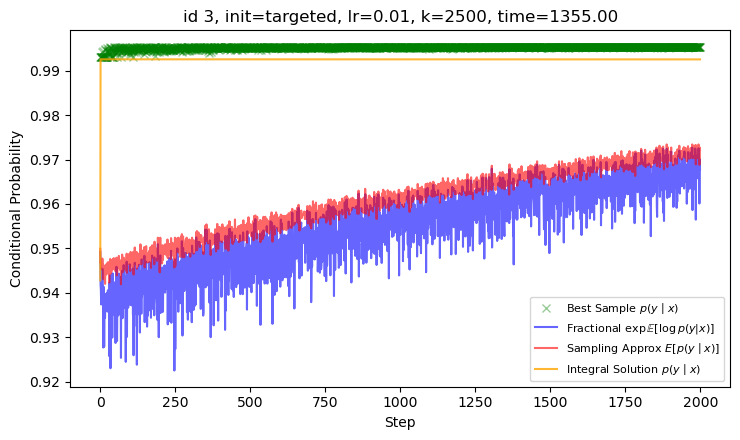 id 3, init=targeted, lr=0.01, k=2500, time=1355.00
Conditional Probability
0.99
0.98
0.97
0.96
0.95
0.94
0.93
0.92
Best Sample p(y | x)
Fractional exp𝔼[log p(y|x)]
Sampling Approx E[p(y | x)]
Integral Solution p(y | x)
0 250 500 750 1000 1250 1500 1750 2000
Step